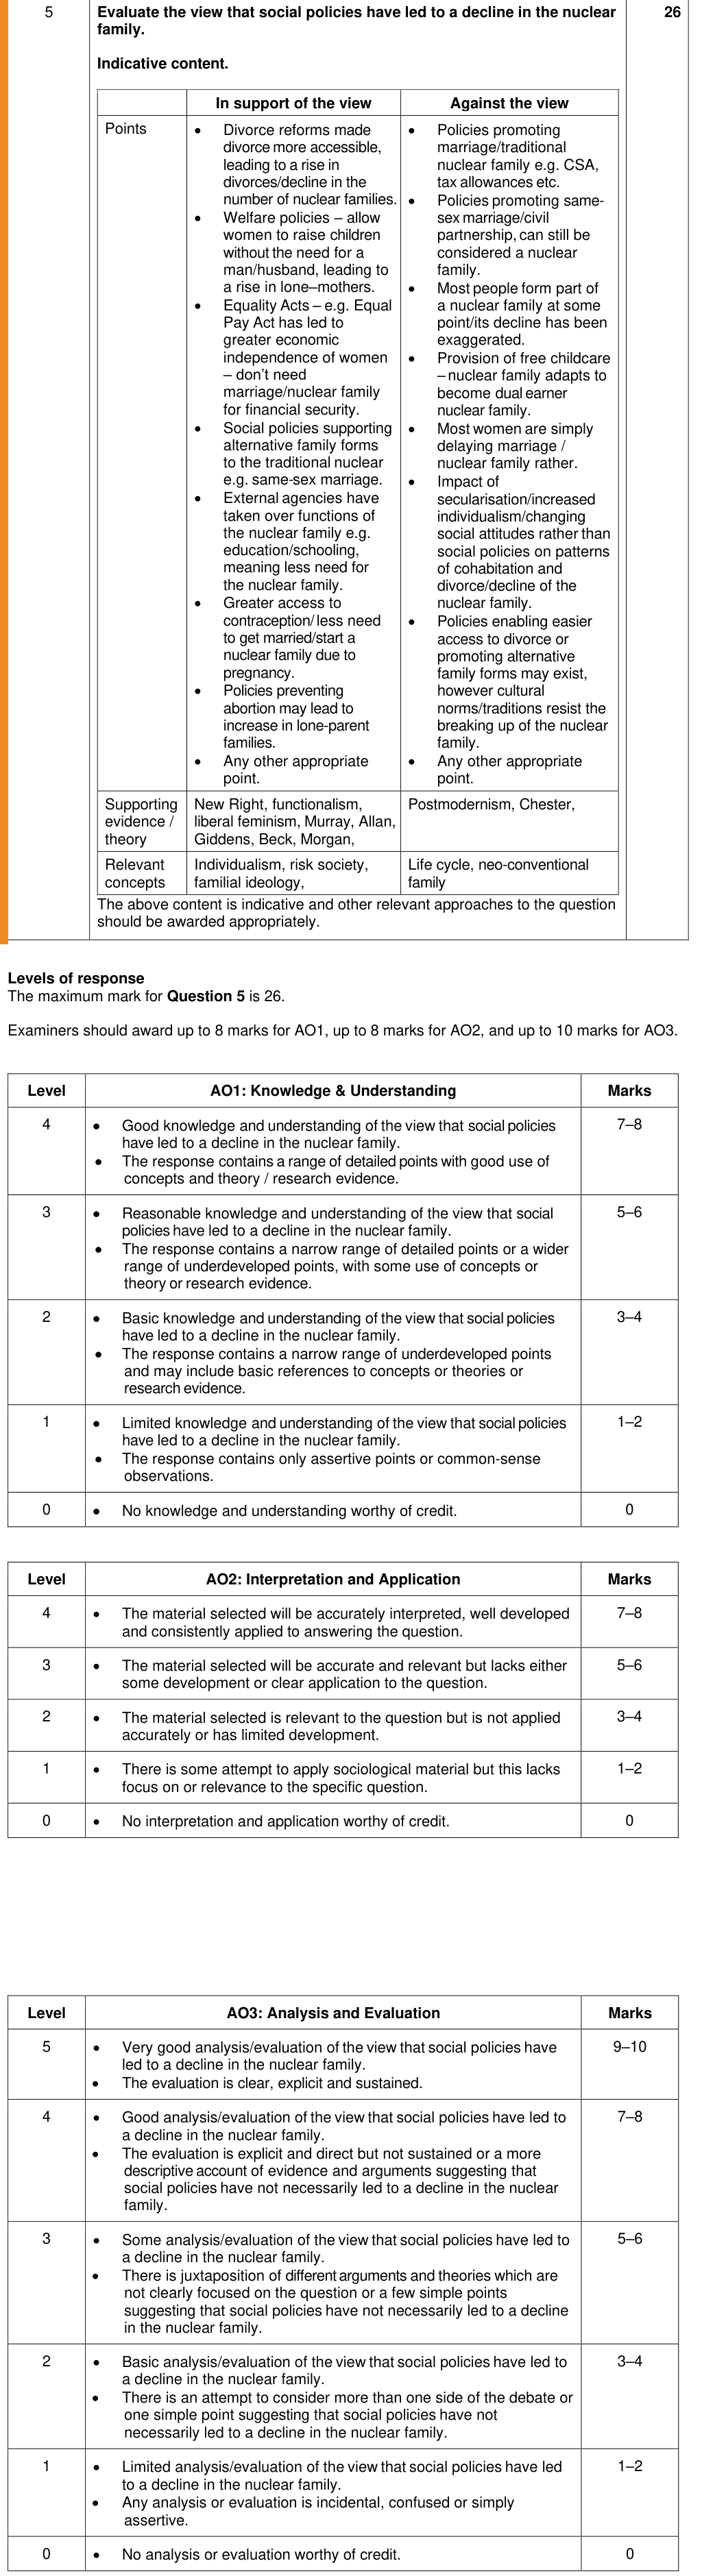 5
Evaluate the view that social policies have led to a decline in the nuclear
family.
26
Indicative content.
In support of the view
Against the view
Points
• Divorce reforms made
divorce more accessible,
leading to a rise in
divorces/decline in the
number of nuclear families.
• Welfare policies – allow
women to raise children
without the need for a
man/husband, leading to
a rise in lone–mothers.
• Equality Acts – e.g. Equal
Pay Act has led to
greater economic
independence of women
– don't need
marriage/nuclear family
for financial security.
• Social policies supporting
alternative family forms
to the traditional nuclear
e.g. same-sex marriage.
• External agencies have
taken over functions of
the nuclear family e.g.
education/schooling,
meaning less need for
the nuclear family.
• Greater access to
contraception/ less need
to get married/start a
nuclear family due to
pregnancy.
• Policies preventing
abortion may lead to
increase in lone-parent
families.
• Any other appropriate
point.
• Policies promoting
marriage/traditional
nuclear family e.g. CSA,
tax allowances etc.
• Policies promoting same-
sex marriage/civil
partnership, can still be
considered a nuclear
family.
• Most people form part of
a nuclear family at some
point/its decline has been
exaggerated.
• Provision of free childcare
– nuclear family adapts to
become dual earner
nuclear family.
• Most women are simply
delaying marriage /
nuclear family rather.
• Impact of
secularisation/increased
individualism/changing
social attitudes rather than
social policies on patterns
of cohabitation and
divorce/decline of the
nuclear family.
• Policies enabling easier
access to divorce or
promoting alternative
family forms may exist,
however cultural
norms/traditions resist the
breaking up of the nuclear
family.
• Any other appropriate
point.
Supporting
evidence /
theory
New Right, functionalism,
liberal feminism, Murray, Allan,
Giddens, Beck, Morgan,
Postmodernism, Chester,
Relevant
concepts
Individualism, risk society,
familial ideology,
Life cycle, neo-conventional
family
The above content is indicative and other relevant approaches to the question
should be awarded appropriately.
Levels of response
The maximum mark for Question 5 is 26.
Examiners should award up to 8 marks for AO1, up to 8 marks for AO2, and up to 10 marks for AO3.
Level
AO1: Knowledge & Understanding
Marks
4
• Good knowledge and understanding of the view that social policies
have led to a decline in the nuclear family.
• The response contains a range of detailed points with good use of
concepts and theory / research evidence.
7–8
3
• Reasonable knowledge and understanding of the view that social
policies have led to a decline in the nuclear family.
• The response contains a narrow range of detailed points or a wider
range of underdeveloped points, with some use of concepts or
theory or research evidence.
5–6
2
• Basic knowledge and understanding of the view that social policies
have led to a decline in the nuclear family.
• The response contains a narrow range of underdeveloped points
and may include basic references to concepts or theories or
research evidence.
3–4
1
• Limited knowledge and understanding of the view that social policies
have led to a decline in the nuclear family.
• The response contains only assertive points or common-sense
observations.
1–2
0
• No knowledge and understanding worthy of credit.
0
Level
AO2: Interpretation and Application
Marks
4
• The material selected will be accurately interpreted, well developed
and consistently applied to answering the question.
7–8
3
• The material selected will be accurate and relevant but lacks either
some development or clear application to the question.
5–6
2
• The material selected is relevant to the question but is not applied
accurately or has limited development.
3–4
1
• There is some attempt to apply sociological material but this lacks
focus on or relevance to the specific question.
1–2
0
• No interpretation and application worthy of credit.
0
Level
AO3: Analysis and Evaluation
Marks
5
• Very good analysis/evaluation of the view that social policies have
led to a decline in the nuclear family.
• The evaluation is clear, explicit and sustained.
9–10
4
• Good analysis/evaluation of the view that social policies have led to
a decline in the nuclear family.
• The evaluation is explicit and direct but not sustained or a more
descriptive account of evidence and arguments suggesting that
social policies have not necessarily led to a decline in the nuclear
family.
7–8
3
• Some analysis/evaluation of the view that social policies have led to
a decline in the nuclear family.
• There is juxtaposition of different arguments and theories which are
not clearly focused on the question or a few simple points
suggesting that social policies have not necessarily led to a decline
in the nuclear family.
5–6
2
• Basic analysis/evaluation of the view that social policies have led to
a decline in the nuclear family.
• There is an attempt to consider more than one side of the debate or
one simple point suggesting that social policies have not
necessarily led to a decline in the nuclear family.
3–4
1
• Limited analysis/evaluation of the view that social policies have led
to a decline in the nuclear family.
• Any analysis or evaluation is incidental, confused or simply
assertive.
1–2
0
• No analysis or evaluation worthy of credit.
0